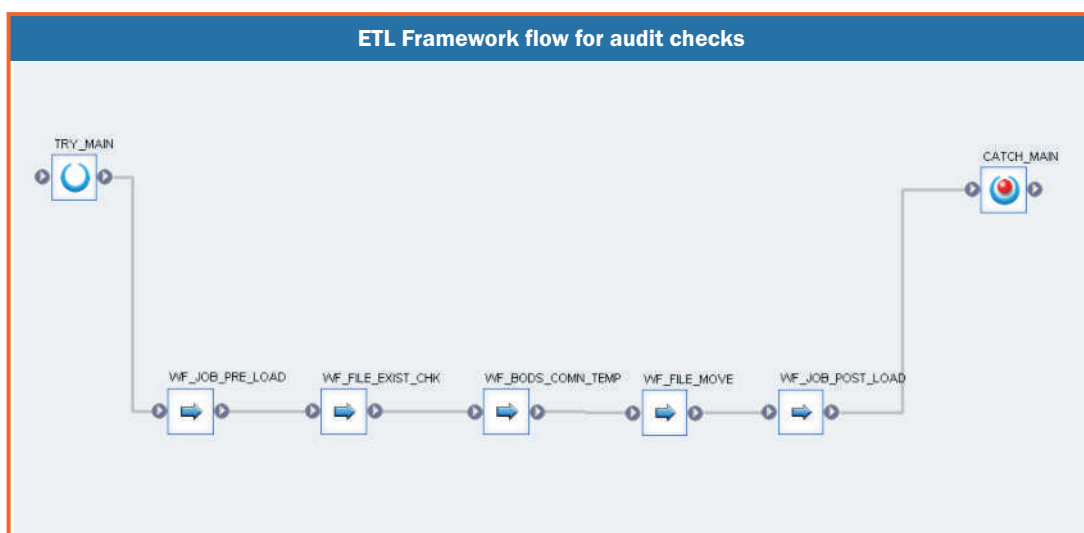 ETL Framework flow for audit checks
TRY_MAIN
CATCH_MAIN
WF_JOB_PRE_LOAD
WF_FILE_EXIST_CHK
WF_BODS_COMN_TEMP
WF_FILE_MOVE
WF_JOB_POST_LOAD